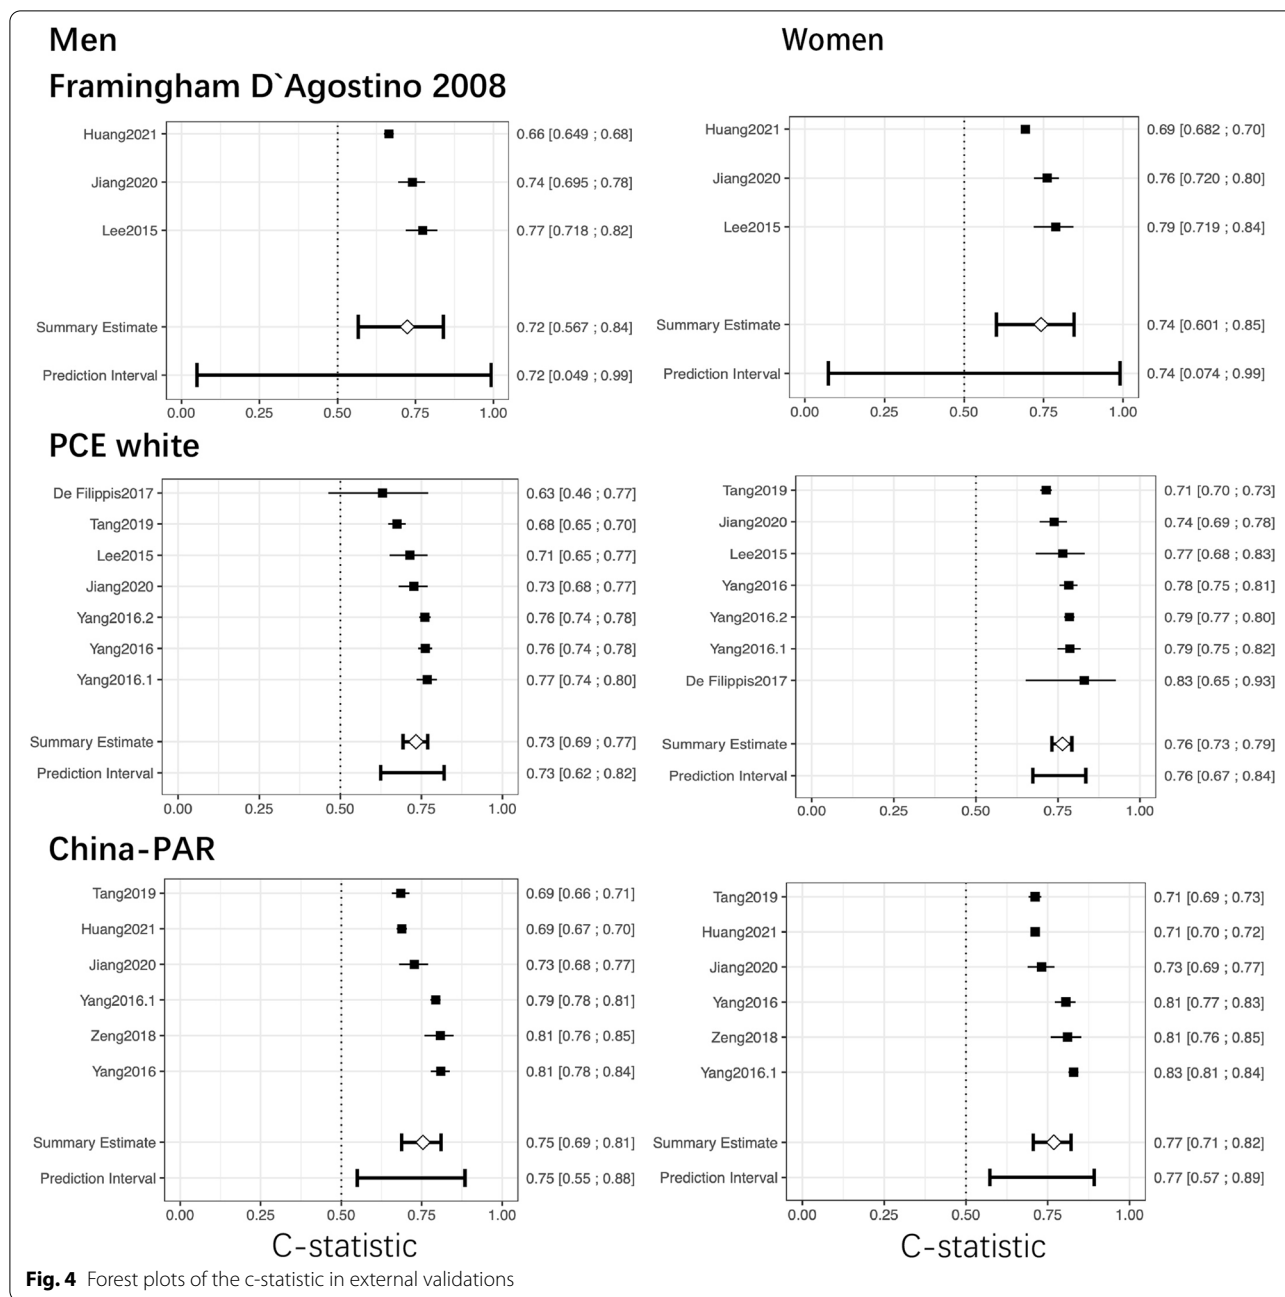 Men
Women
Framingham D`Agostino 2008
Huang2021 0.66 [0.649 ; 0.68]
Jiang2020 0.74 [0.695 ; 0.78]
Lee2015 0.77 [0.718 ; 0.82]
Summary Estimate 0.72 [0.567 ; 0.84]
Prediction Interval 0.72 [0.049 ; 0.99]
0.00 0.25 0.50 0.75 1.00
Huang2021 0.69 [0.682 ; 0.70]
Jiang2020 0.76 [0.720 ; 0.80]
Lee2015 0.79 [0.719 ; 0.84]
Summary Estimate 0.74 [0.601 ; 0.85]
Prediction Interval 0.74 [0.074 ; 0.99]
0.00 0.25 0.50 0.75 1.00
PCE white
De Filippis2017 0.63 [0.46 ; 0.77]
Tang2019 0.68 [0.65 ; 0.70]
Lee2015 0.71 [0.65 ; 0.77]
Jiang2020 0.73 [0.68 ; 0.77]
Yang2016.2 0.76 [0.74 ; 0.78]
Yang2016 0.76 [0.74 ; 0.78]
Yang2016.1 0.77 [0.74 ; 0.80]
Summary Estimate 0.73 [0.69 ; 0.77]
Prediction Interval 0.73 [0.62 ; 0.82]
0.00 0.25 0.50 0.75 1.00
Tang2019 0.71 [0.70 ; 0.73]
Jiang2020 0.74 [0.69 ; 0.78]
Lee2015 0.77 [0.68 ; 0.83]
Yang2016 0.78 [0.75 ; 0.81]
Yang2016.2 0.79 [0.77 ; 0.80]
Yang2016.1 0.79 [0.75 ; 0.82]
De Filippis2017 0.83 [0.65 ; 0.93]
Summary Estimate 0.76 [0.73 ; 0.79]
Prediction Interval 0.76 [0.67 ; 0.84]
0.00 0.25 0.50 0.75 1.00
China-PAR
Tang2019 0.69 [0.66 ; 0.71]
Huang2021 0.69 [0.67 ; 0.70]
Jiang2020 0.73 [0.68 ; 0.77]
Yang2016.1 0.79 [0.78 ; 0.81]
Zeng2018 0.81 [0.76 ; 0.85]
Yang2016 0.81 [0.78 ; 0.84]
Summary Estimate 0.75 [0.69 ; 0.81]
Prediction Interval 0.75 [0.55 ; 0.88]
0.00 0.25 0.50 0.75 1.00
C-statistic
Tang2019 0.71 [0.69 ; 0.73]
Huang2021 0.71 [0.70 ; 0.72]
Jiang2020 0.73 [0.69 ; 0.77]
Yang2016 0.81 [0.77 ; 0.83]
Zeng2018 0.81 [0.76 ; 0.85]
Yang2016.1 0.83 [0.81 ; 0.84]
Summary Estimate 0.77 [0.71 ; 0.82]
Prediction Interval 0.77 [0.57 ; 0.89]
0.00 0.25 0.50 0.75 1.00
C-statistic
Fig. 4 Forest plots of the c-statistic in external validations